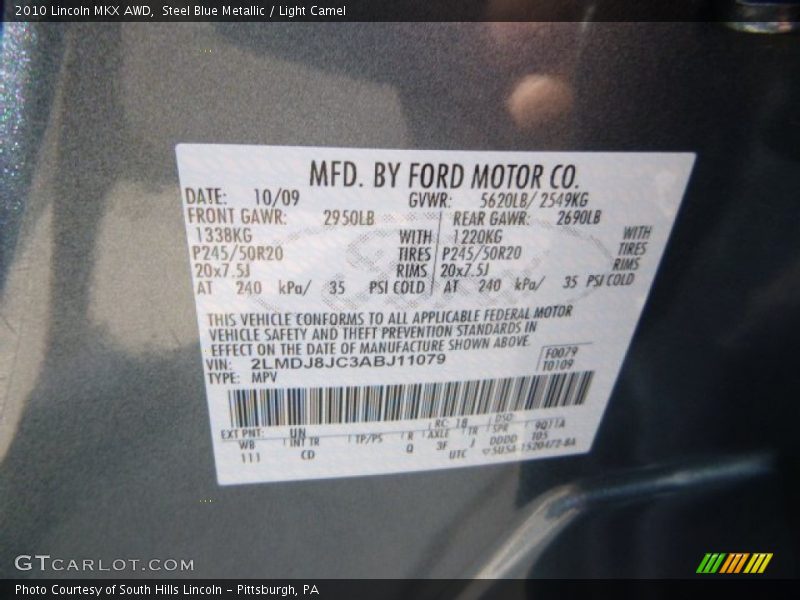 2010 Lincoln MKX AWD,  Steel Blue Metallic / Light Camel
MFD. BY FORD MOTOR CO.
DATE: 10/09 GVWR: 5620LB/ 2549KG
FRONT GAWR: 2950LB REAR GAWR: 2690LB
1338KG WITH 1220KG WITH
P245/50R20 TIRES P245/50R20 TIRES
20x7.5J RIMS 20x7.5J RIMS
AT 240 kPa/ 35 PSI COLD AT 240 kPa/ 35 PSI COLD
THIS VEHICLE CONFORMS TO ALL APPLICABLE FEDERAL MOTOR
VEHICLE SAFETY AND THEFT PREVENTION STANDARDS IN
EFFECT ON THE DATE OF MANUFACTURE SHOWN ABOVE.
VIN: 2LMDJ8JC3ABJ11079 F0079
TYPE: MPV T0109
EXT PNT: UN RC: 18 DSO:
WB INT TR TP/PS R AXLE TR SPR 9Q11A
111 CD Q 3F J DDDD 105
UTC
GTCARLOT.COM
Photo Courtesy of South Hills Lincoln - Pittsburgh, PA